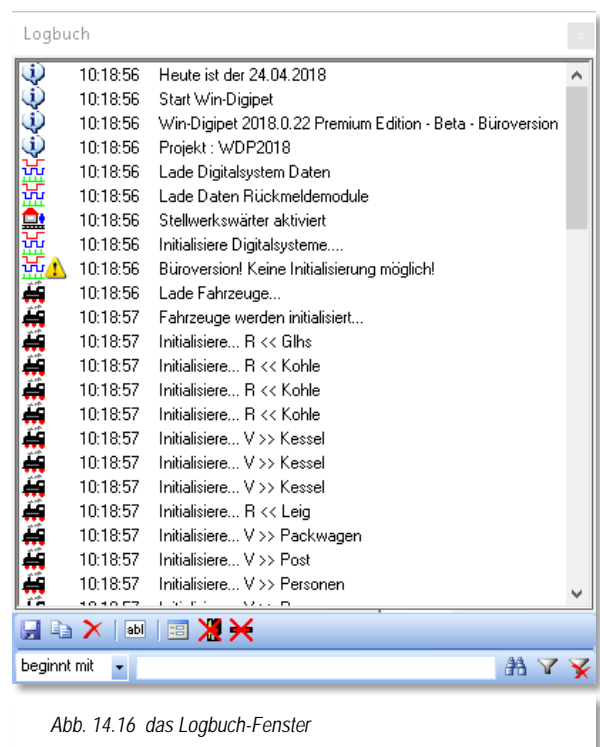 Logbuch
10:18:56 Heute ist der 24.04.2018
10:18:56 Start Win-Digipet
10:18:56 Win-Digipet 2018.0.22 Premium Edition - Beta - Büroversion
10:18:56 Projekt : WDP2018
10:18:56 Lade Digitalsystem Daten
10:18:56 Lade Daten Rückmeldemodule
10:18:56 Stellwerkswärter aktiviert
10:18:56 Initialisiere Digitalsysteme....
10:18:56 Büroversion! Keine Initialisierung möglich!
10:18:56 Lade Fahrzeuge...
10:18:57 Fahrzeuge werden initialisiert...
10:18:57 Initialisiere... R << Glhs
10:18:57 Initialisiere... R << Kohle
10:18:57 Initialisiere... R << Kohle
10:18:57 Initialisiere... R << Kohle
10:18:57 Initialisiere... V >> Kessel
10:18:57 Initialisiere... V >> Kessel
10:18:57 Initialisiere... V >> Kessel
10:18:57 Initialisiere... R << Leig
10:18:57 Initialisiere... V >> Packwagen
10:18:57 Initialisiere... V >> Post
10:18:57 Initialisiere... V >> Personen
abl
beginnt mit
Abb. 14.16 das Logbuch-Fenster